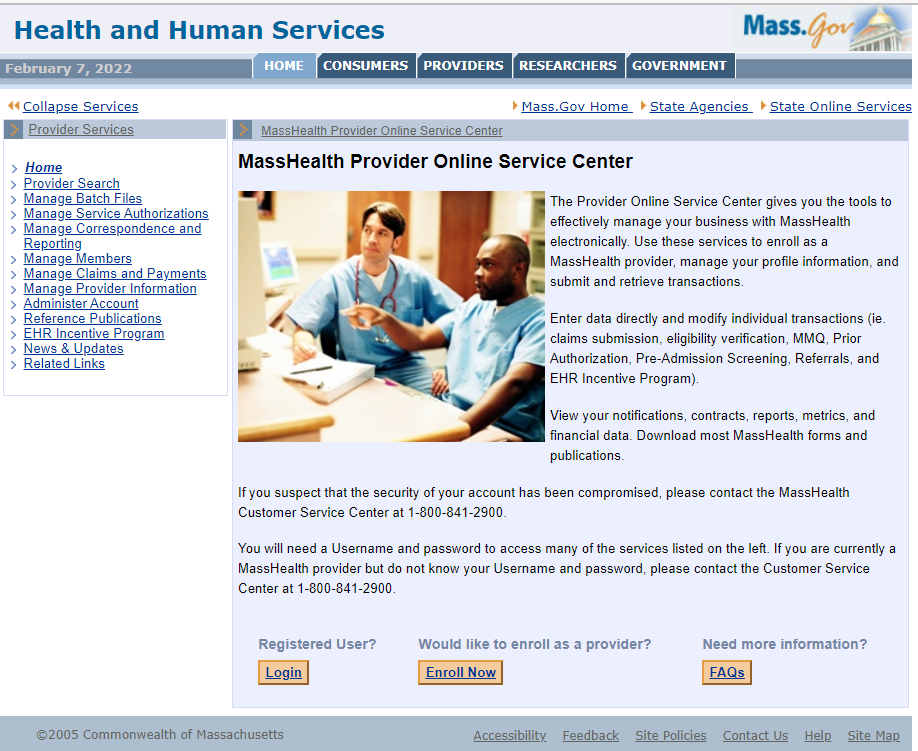 Health and Human Services
Mass.Gov
February 7, 2022
HOME
CONSUMERS
PROVIDERS
RESEARCHERS
GOVERNMENT
Collapse Services
Mass.Gov Home
State Agencies
State Online Services
Provider Services
Home
Provider Search
Manage Batch Files
Manage Service Authorizations
Manage Correspondence and
Reporting
Manage Members
Manage Claims and Payments
Manage Provider Information
Administer Account
Reference Publications
EHR Incentive Program
News & Updates
Related Links
MassHealth Provider Online Service Center
MassHealth Provider Online Service Center
The Provider Online Service Center gives you the tools to
effectively manage your business with MassHealth
electronically. Use these services to enroll as a
MassHealth provider, manage your profile information, and
submit and retrieve transactions.
Enter data directly and modify individual transactions (ie.
claims submission, eligibility verification, MMQ, Prior
Authorization, Pre-Admission Screening, Referrals, and
EHR Incentive Program).
View your notifications, contracts, reports, metrics, and
financial data. Download most MassHealth forms and
publications.
If you suspect that the security of your account has been compromised, please contact the MassHealth
Customer Service Center at 1-800-841-2900.
You will need a Username and password to access many of the services listed on the left. If you are currently a
MassHealth provider but do not know your Username and password, please contact the Customer Service
Center at 1-800-841-2900.
Registered User?
Login
Would like to enroll as a provider?
Enroll Now
Need more information?
FAQs
©2005 Commonwealth of Massachusetts
Accessibility
Feedback
Site Policies
Contact Us
Help
Site Map